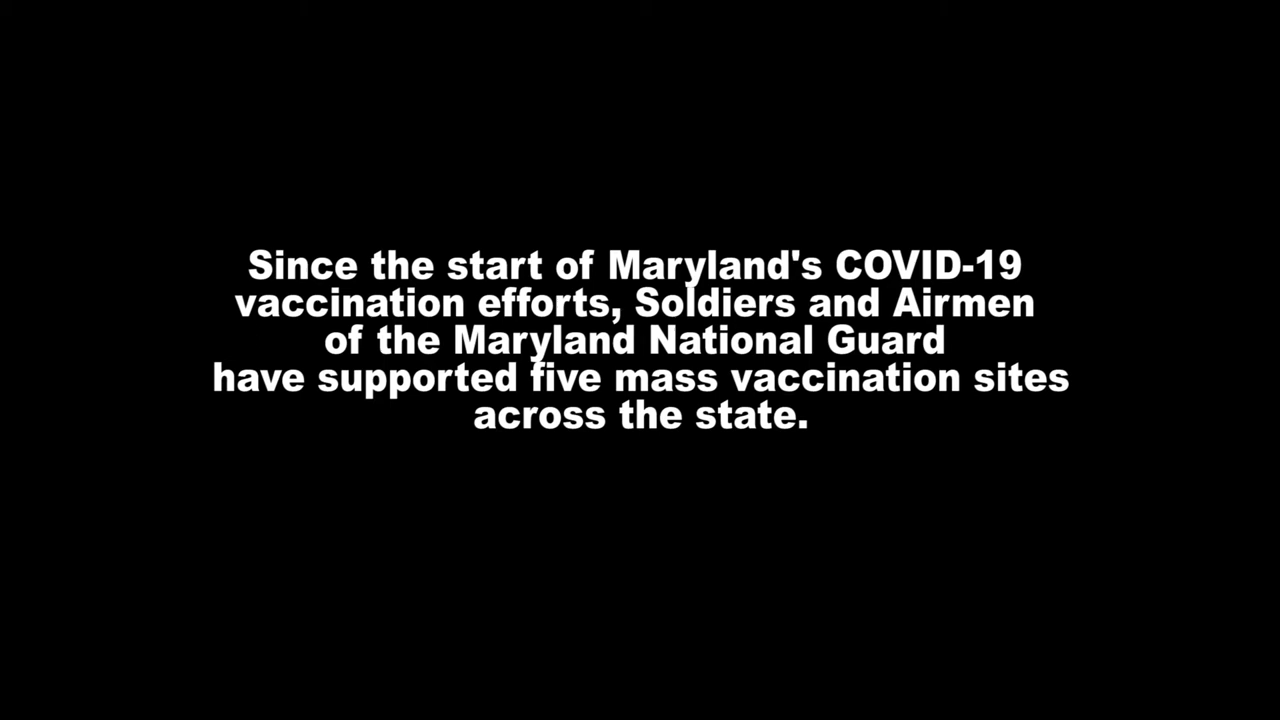 Since the start of Maryland's COVID-19
vaccination efforts, Soldiers and Airmen
of the Maryland National Guard
have supported five mass vaccination sites
across the state.